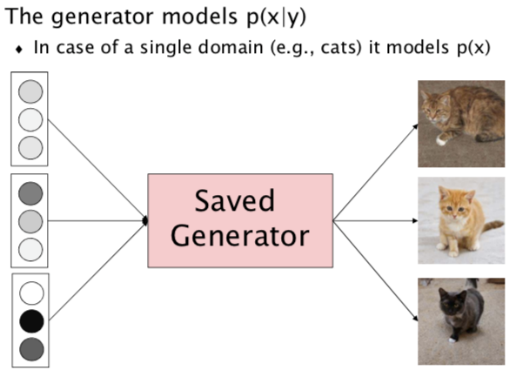 The generator models p(x|y)
♦ In case of a single domain (e.g., cats) it models p(x)
Saved
Generator